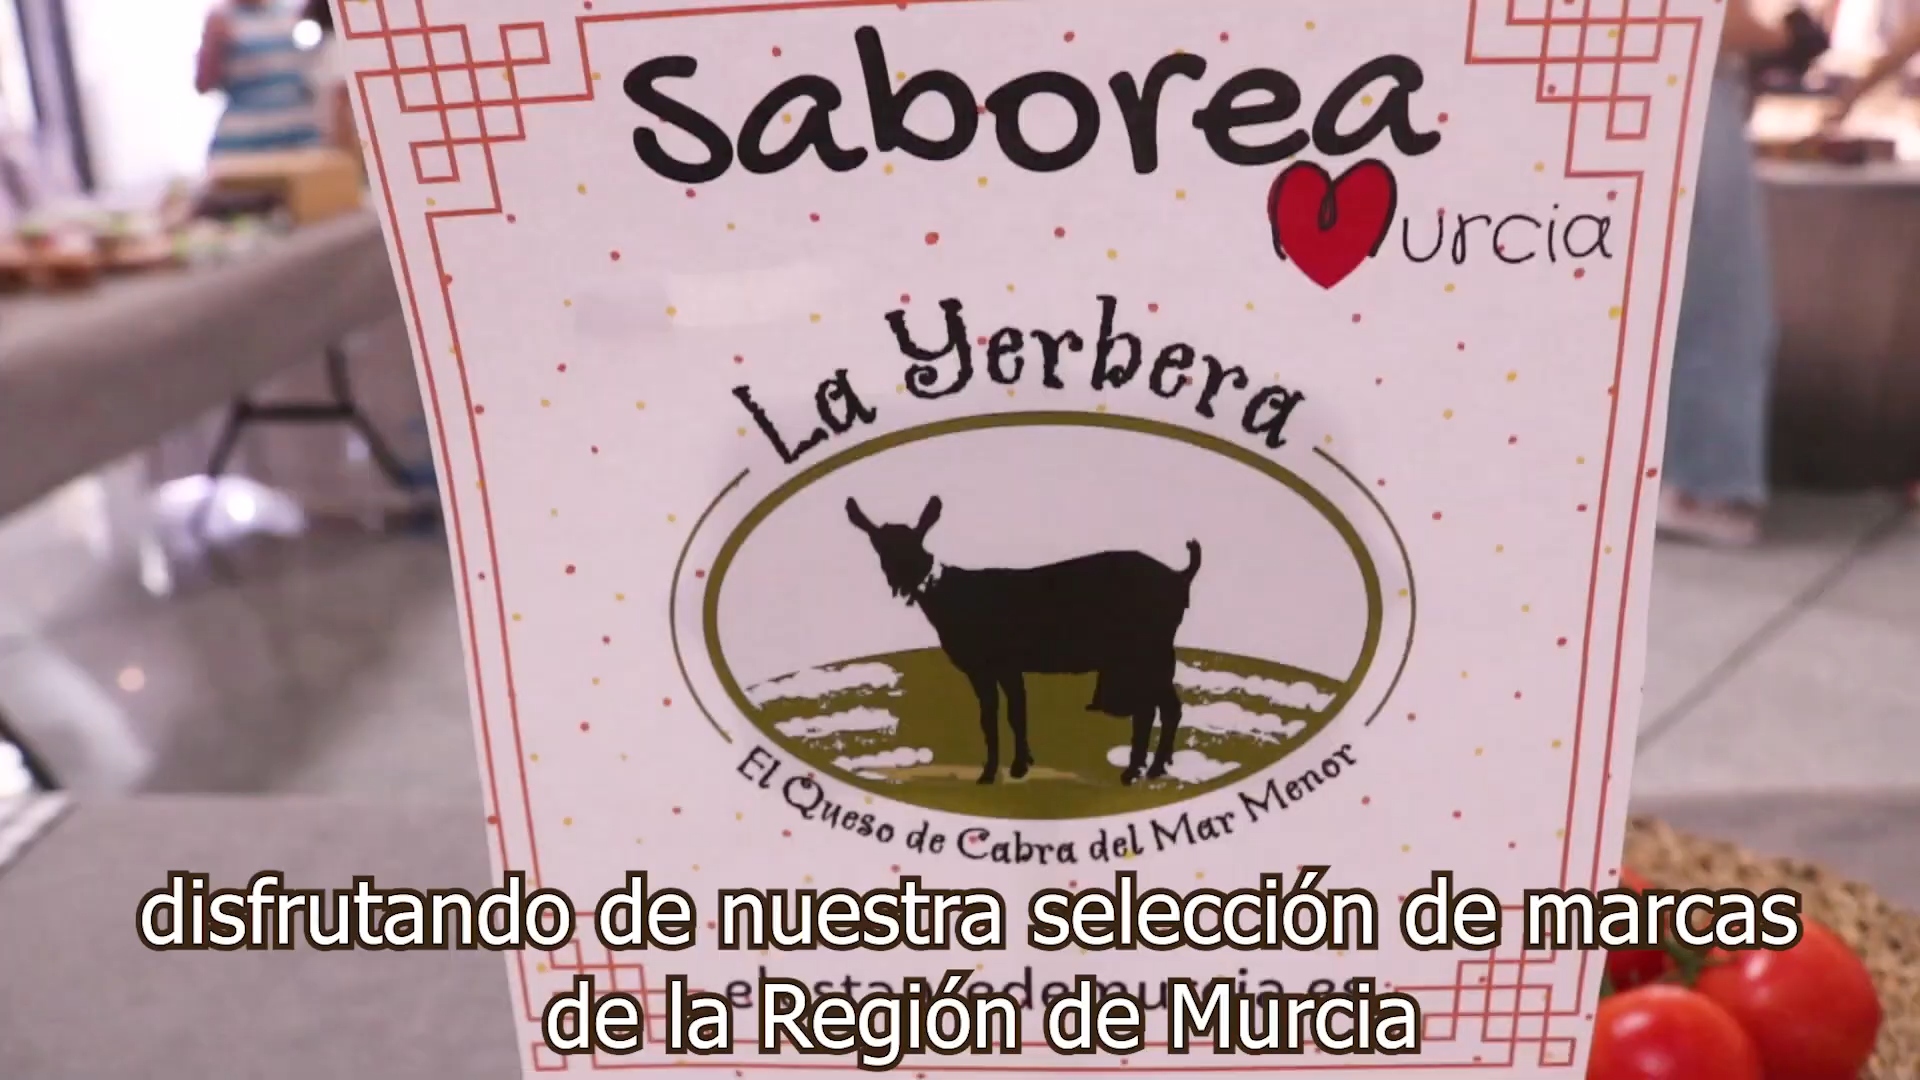 Saborea
Murcia
La Yerbera
El Queso de Cabra del Mar Menor
disfrutando de nuestra selección de marcas
de la Región de Murcia